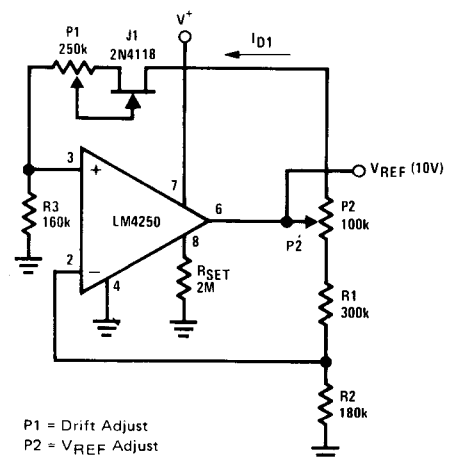 V+
P1
250k
J1
2N4118
ID1
3
+
7
VREF (10V)
R3
160k
LM4250
6
P2
P2
100k
8
2
−
4
RSET
2M
R1
300k
R2
180k
P1 = Drift Adjust
P2 = VREF Adjust